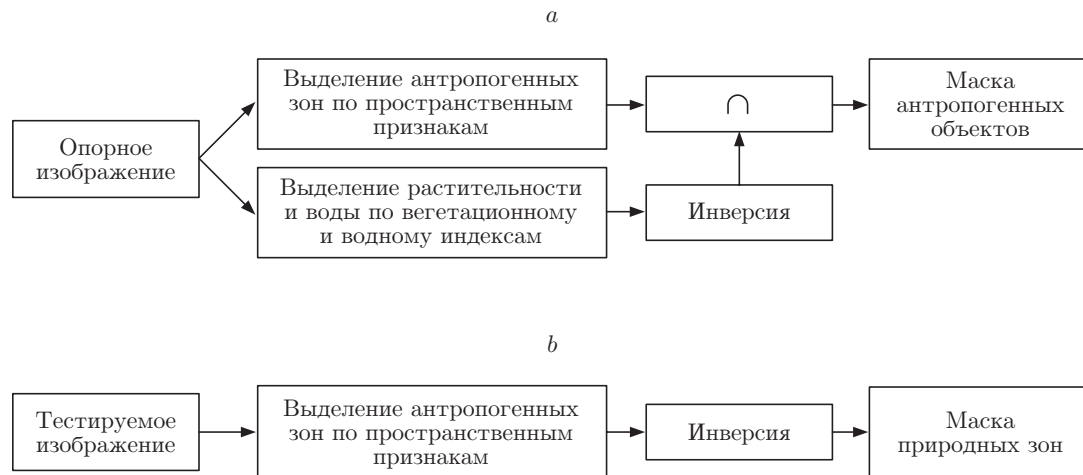 a
Опорное
изображение
Выделение антропогенных
зон по пространственным
признакам
Выделение растительности
и воды по вегетационному
и водному индексам
∩
Инверсия
Маска
антропогенных
объектов
b
Тестируемое
изображение
Выделение антропогенных
зон по пространственным
признакам
Инверсия
Маска
природных зон